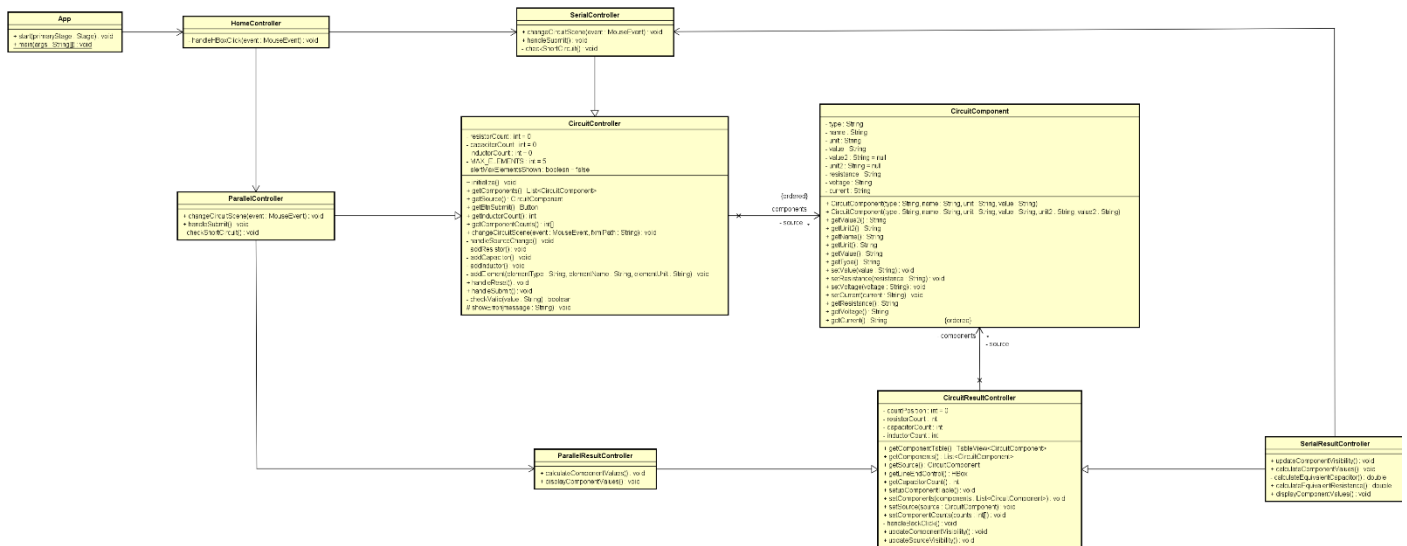 App
+ start(primaryStage : Stage) : void
+ main(args : String[]) : void
HomeController
handleHBoxClick(event : MouseEvent) : void
SerialController
+ changeCircuitScene(event : MouseEvent) : void
+ handleSubmit() : void
- checkShortCircuit() : void
CircuitController
resistorCount : int = 0
- capacitorCount : int = 0
inductorCount : int = 0
- MAX_ELEMENTS : int = 5
alertMaxElementsShown : boolean = false
~ initialize() : void
+ getComponents() : List<CircuitComponent>
+ getSource() : CircuitComponent
+ getBtnSubmit() : Button
+ getInductorCount() : int
+ getComponentCounts() : int[]
+ changeCircuitScene(event : MouseEvent, fxmlPath : String) : void
- handleSourceChange() : void
addResistor() : void
- addCapacitor() : void
addInductor() : void
- addElement(elementType : String, elementName : String, elementUnit : String) : void
+ handleReset() : void
+ handleSubmit() : void
- checkValid(value : String) : boolean
# showError(message : String) : void
{ordered}
components
- source *
CircuitComponent
- type : String
- name : String
- unit : String
- value : String
- value2 : String = null
- unit2 : String = null
- resistance : String
- voltage : String
- current : String
+ CircuitComponent(type : String, name : String, unit : String, value : String)
+ CircuitComponent(type : String, name : String, unit : String, value : String, unit2 : String, value2 : String)
+ getValue2() : String
+ getUnit2() : String
+ getName() : String
+ getUnit() : String
+ getValue() : String
+ getType() : String
+ setValue(value : String) : void
+ setResistance(resistance : String) : void
+ setVoltage(voltage : String) : void
+ setCurrent(current : String) : void
+ getResistance() : String
+ getVoltage() : String
+ getCurrent() : String
{ordered}
components *
- source
ParallelController
+ changeCircuitScene(event : MouseEvent) : void
+ handleSubmit() : void
checkShortCircuit() : void
CircuitResultController
- countPosition : int = 0
- resistorCount : int
- capacitorCount : int
- inductorCount : int
+ getComponentTable() : TableView<CircuitComponent>
+ getComponents() : List<CircuitComponent>
+ getSource() : CircuitComponent
+ getLineEndControl() : HBox
+ getCapacitorCount() : int
+ setupComponentTable() : void
+ setComponents(components : List<CircuitComponent>) : void
+ setSource(source : CircuitComponent) : void
+ setComponentCounts(counts : int[]) : void
- handleBackClick() : void
+ updateComponentVisibility() : void
+ updateSourceVisibility() : void
ParallelResultController
+ calculateComponentValues() : void
+ displayComponentValues() : void
SerialResultController
+ updateComponentVisibility() : void
+ calculateComponentValues() : void
- calculateEquivalentCapacitor() : double
+ calculateEquivalentResistance() : double
+ displayComponentValues() : void